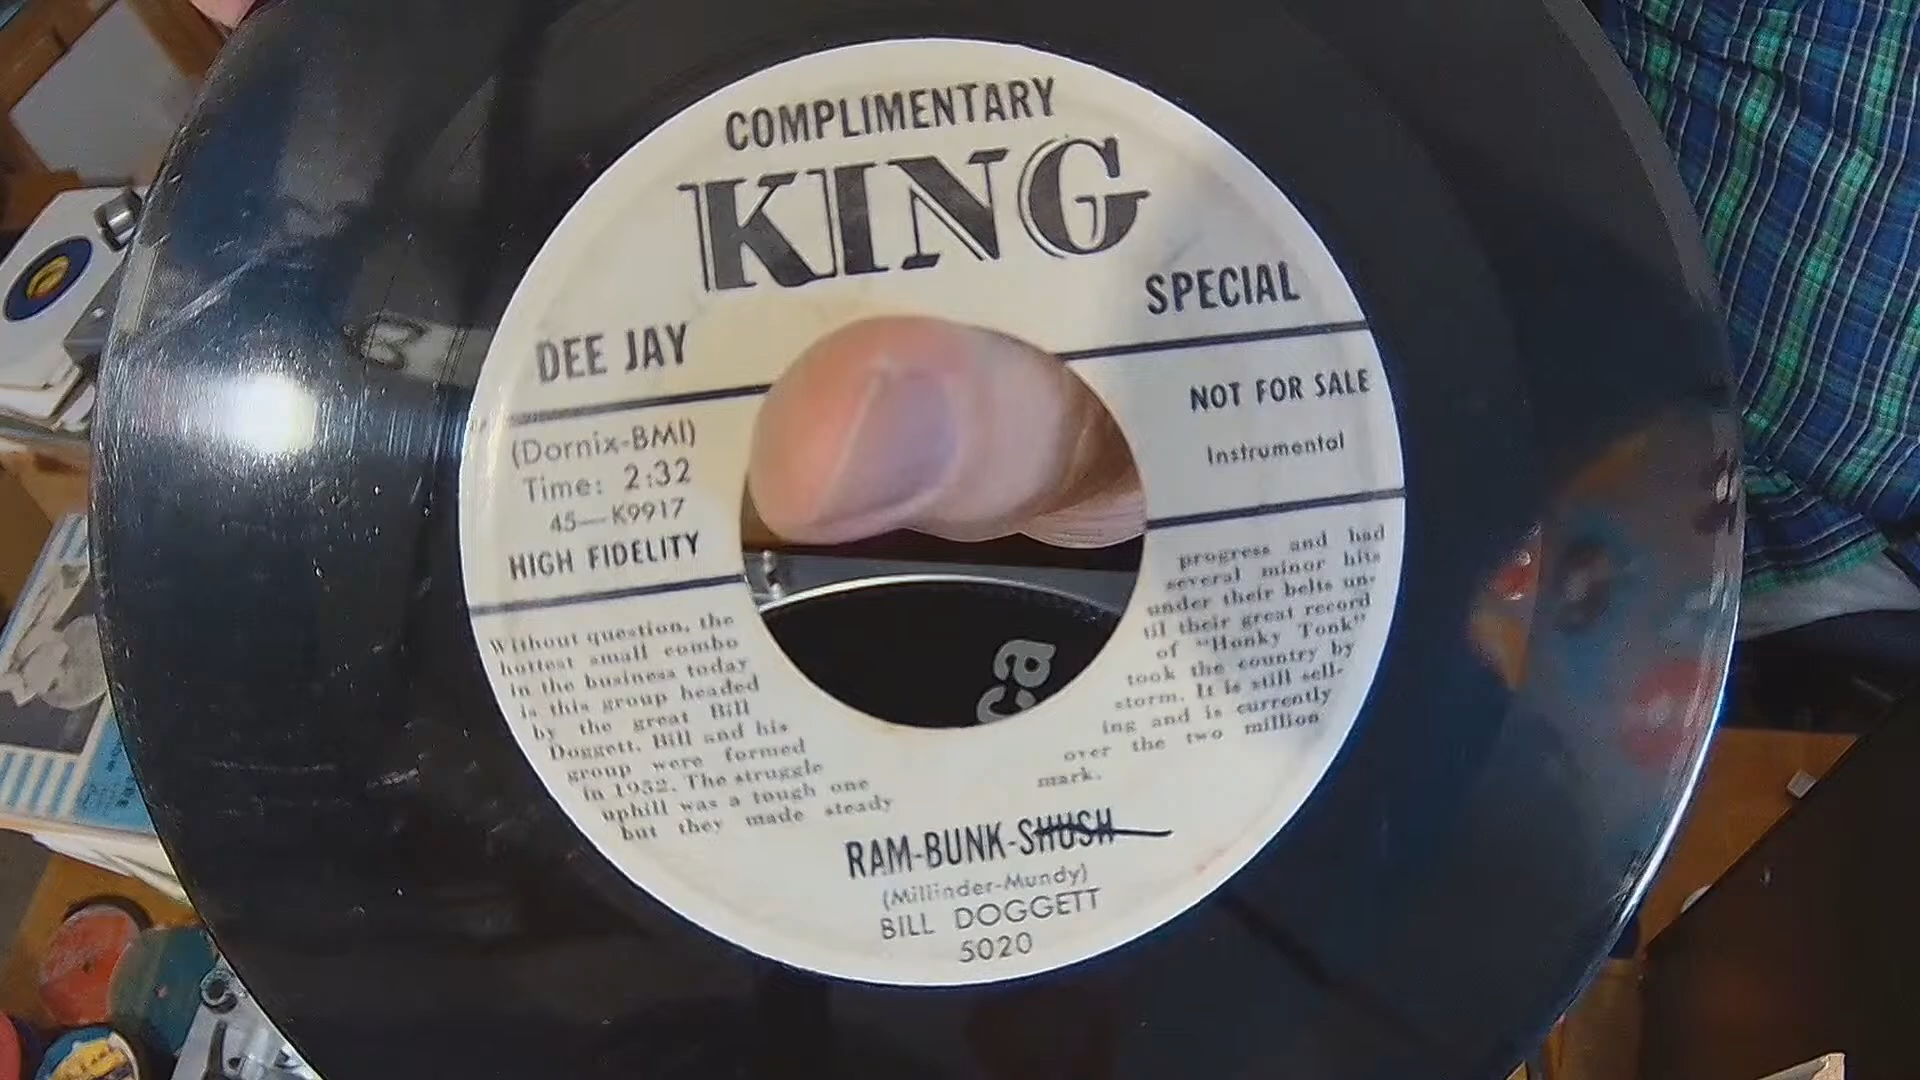 COMPLIMENTARY
KING
DEE JAY
SPECIAL
(Dornix-BMI)
Time: 2:32
45—K9917
HIGH FIDELITY
NOT FOR SALE
Instrumental
Without question, the
hottest small combo
in the business today
is this group headed
by the great Bill
Doggett. Bill and his
group were formed
in 1952. The struggle
uphill was a tough one
but they made steady
progress and had
several minor hits
under their belts un-
til their great record
of "Honky Tonk"
took the country by
storm. It is still sell-
ing and is currently
over the two million
mark.
RAM-BUNK-SHUSH
(Millinder-Mundy)
BILL DOGGETT
5020
ca
B